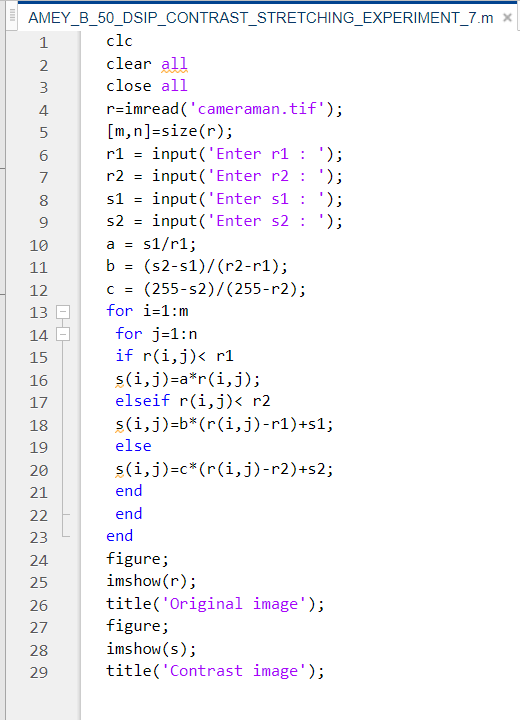 AMEY_B_50_DSIP_CONTRAST_STRETCHING_EXPERIMENT_7.m ×
1 clc
2 clear all
3 close all
4 r=imread('cameraman.tif');
5 [m,n]=size(r);
6 r1 = input('Enter r1 : ');
7 r2 = input('Enter r2 : ');
8 s1 = input('Enter s1 : ');
9 s2 = input('Enter s2 : ');
10 a = s1/r1;
11 b = (s2-s1)/(r2-r1);
12 c = (255-s2)/(255-r2);
13 for i=1:m
14 for j=1:n
15 if r(i,j)< r1
16 s(i,j)=a*r(i,j);
17 elseif r(i,j)< r2
18 s(i,j)=b*(r(i,j)-r1)+s1;
19 else
20 s(i,j)=c*(r(i,j)-r2)+s2;
21 end
22 end
23 end
24 figure;
25 imshow(r);
26 title('Original image');
27 figure;
28 imshow(s);
29 title('Contrast image');